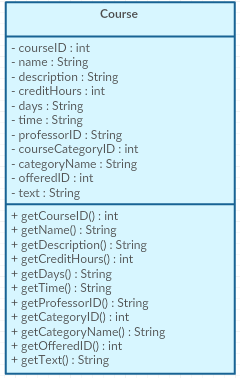 Course
- courseID : int
- name : String
- description : String
- creditHours : int
- days : String
- time : String
- professorID : String
- courseCategoryID : int
- categoryName : String
- offeredID : int
- text : String
+ getCourseID() : int
+ getName() : String
+ getDescription() : String
+ getCreditHours() : int
+ getDays() : String
+ getTime() : String
+ getProfessorID() : String
+ getCategoryID() : int
+ getCategoryName() : String
+ getOfferedID() : int
+ getText() : String